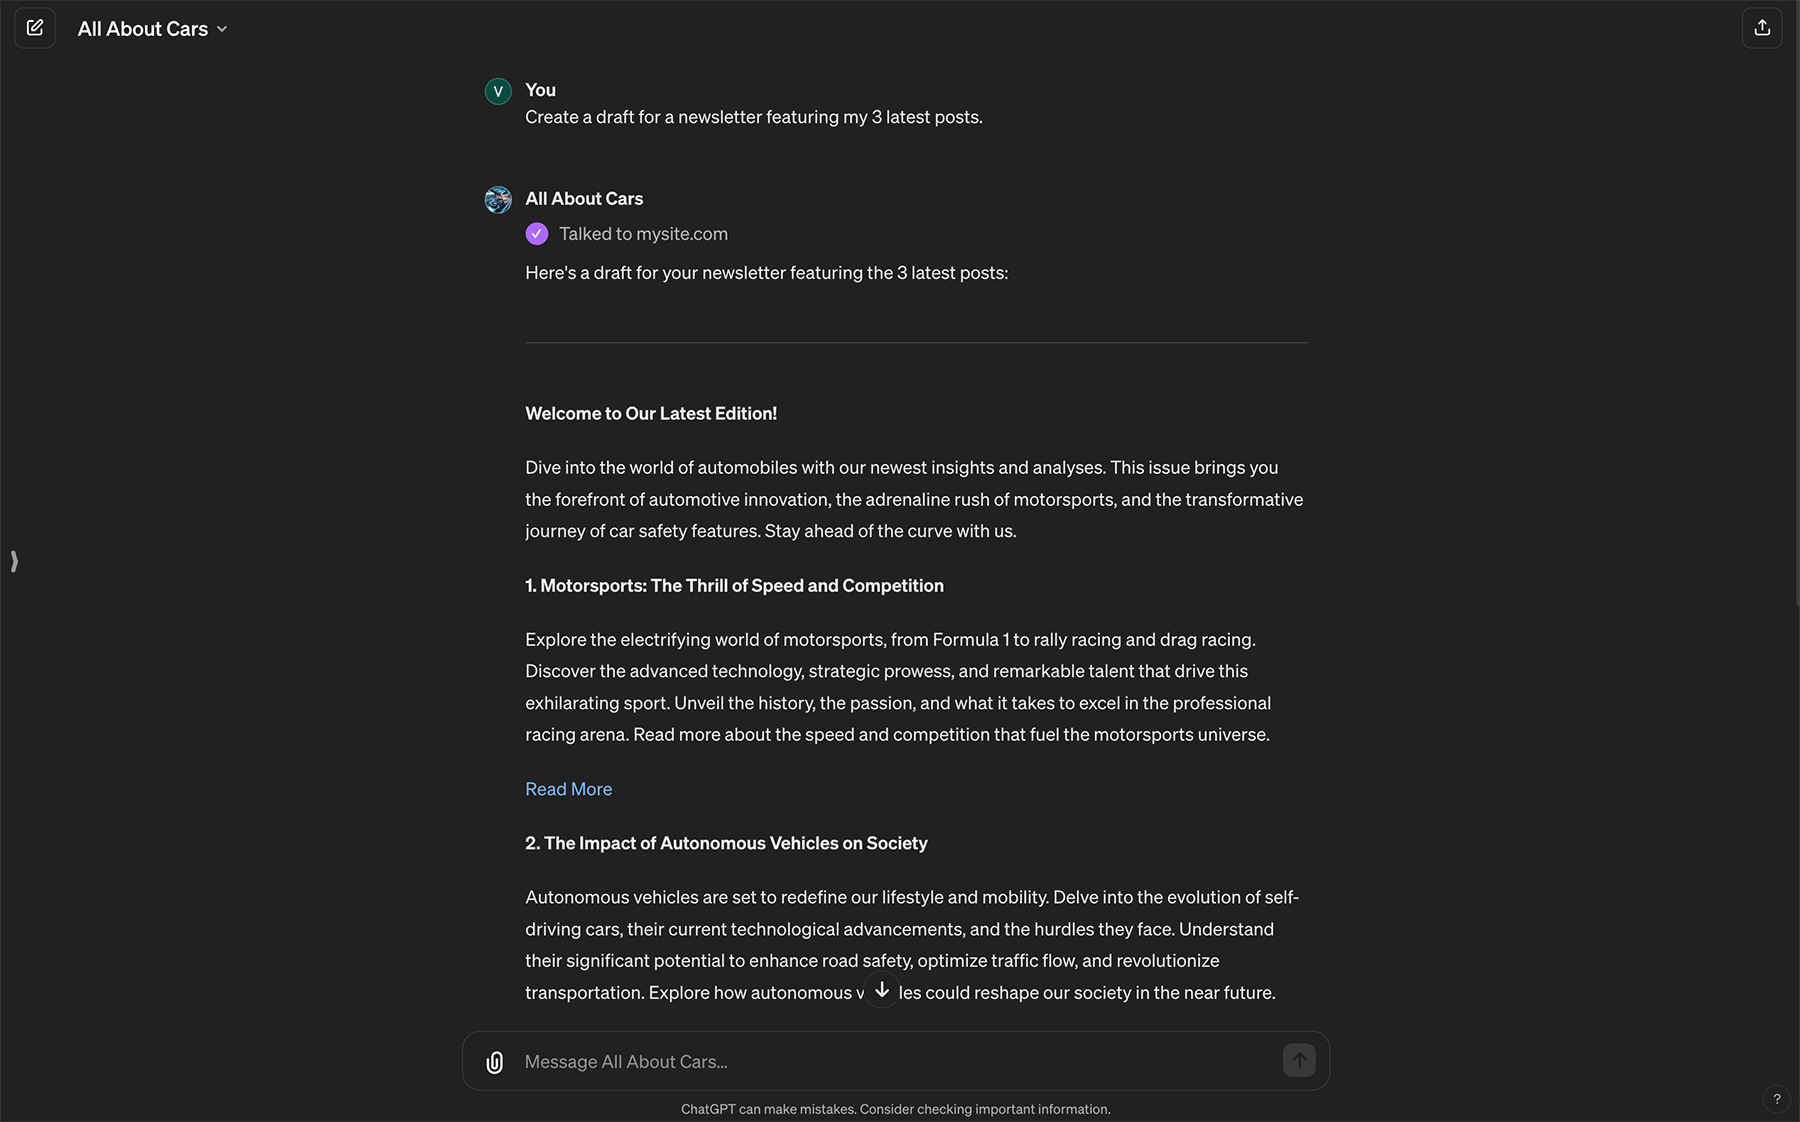 All About Cars
V
You
Create a draft for a newsletter featuring my 3 latest posts.
All About Cars
Talked to mysite.com
Here's a draft for your newsletter featuring the 3 latest posts:
Welcome to Our Latest Edition!
Dive into the world of automobiles with our newest insights and analyses. This issue brings you
the forefront of automotive innovation, the adrenaline rush of motorsports, and the transformative
journey of car safety features. Stay ahead of the curve with us.
1. Motorsports: The Thrill of Speed and Competition
Explore the electrifying world of motorsports, from Formula 1 to rally racing and drag racing.
Discover the advanced technology, strategic prowess, and remarkable talent that drive this
exhilarating sport. Unveil the history, the passion, and what it takes to excel in the professional
racing arena. Read more about the speed and competition that fuel the motorsports universe.
Read More
2. The Impact of Autonomous Vehicles on Society
Autonomous vehicles are set to redefine our lifestyle and mobility. Delve into the evolution of self-
driving cars, their current technological advancements, and the hurdles they face. Understand
their significant potential to enhance road safety, optimize traffic flow, and revolutionize
transportation. Explore how autonomous could reshape our society in the near future.
Message All About Cars...
ChatGPT can make mistakes. Consider checking important information.
?